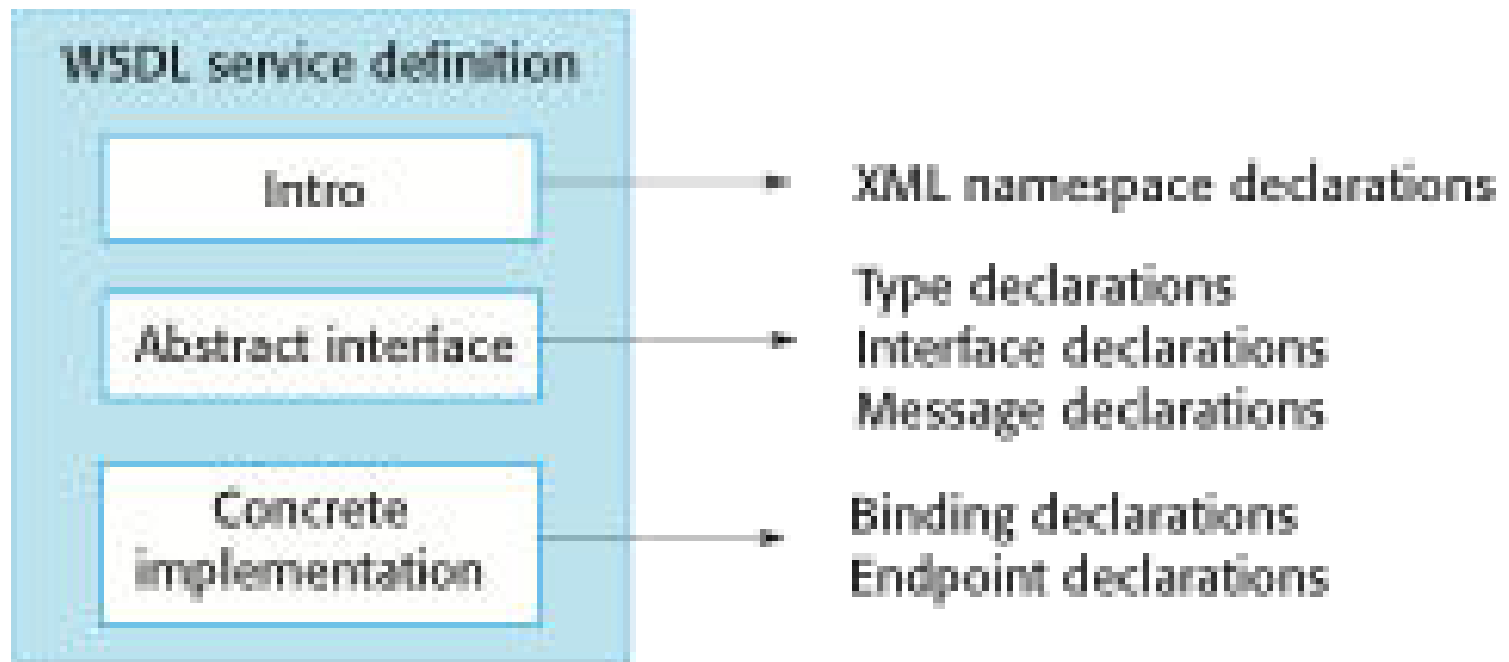 WSDL service definition
Intro
XML namespace declarations
Abstract interface
Type declarations
Interface declarations
Message declarations
Concrete
implementation
Binding declarations
Endpoint declarations